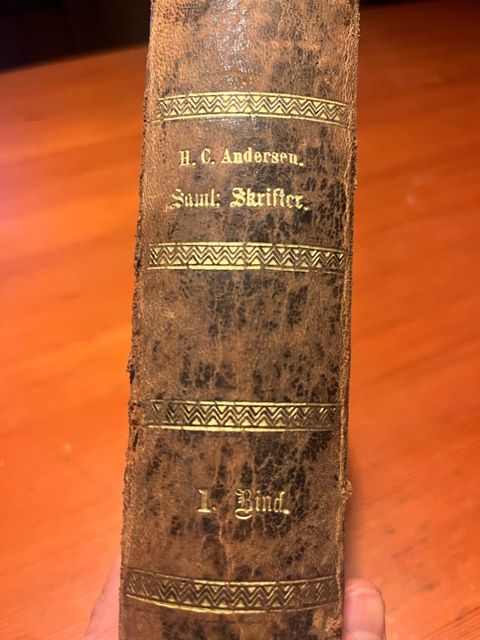 H. C. Andersen.
Saml: Skrifter.
1. Bind.